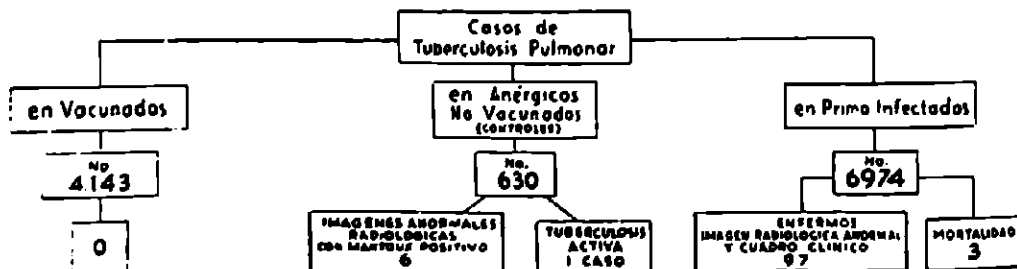 Casos de
Tuberculosis Pulmonar
en Vacunados
No
4.143
0
en Anérgicos
No Vacunados
(CONTROLES)
No.
630
IMAGENES ANORMALES
RADIOLOGICAS
CON MANTOUX POSITIVO
6
TUBERCULOSIS
ACTIVA
1 CASO
en Primo Infectados
No.
6974
ENFERMOS
IMAGEN RADIOLOGICA ANORMAL
Y CUADRO CLINICO
97
MORTALIDAD
3